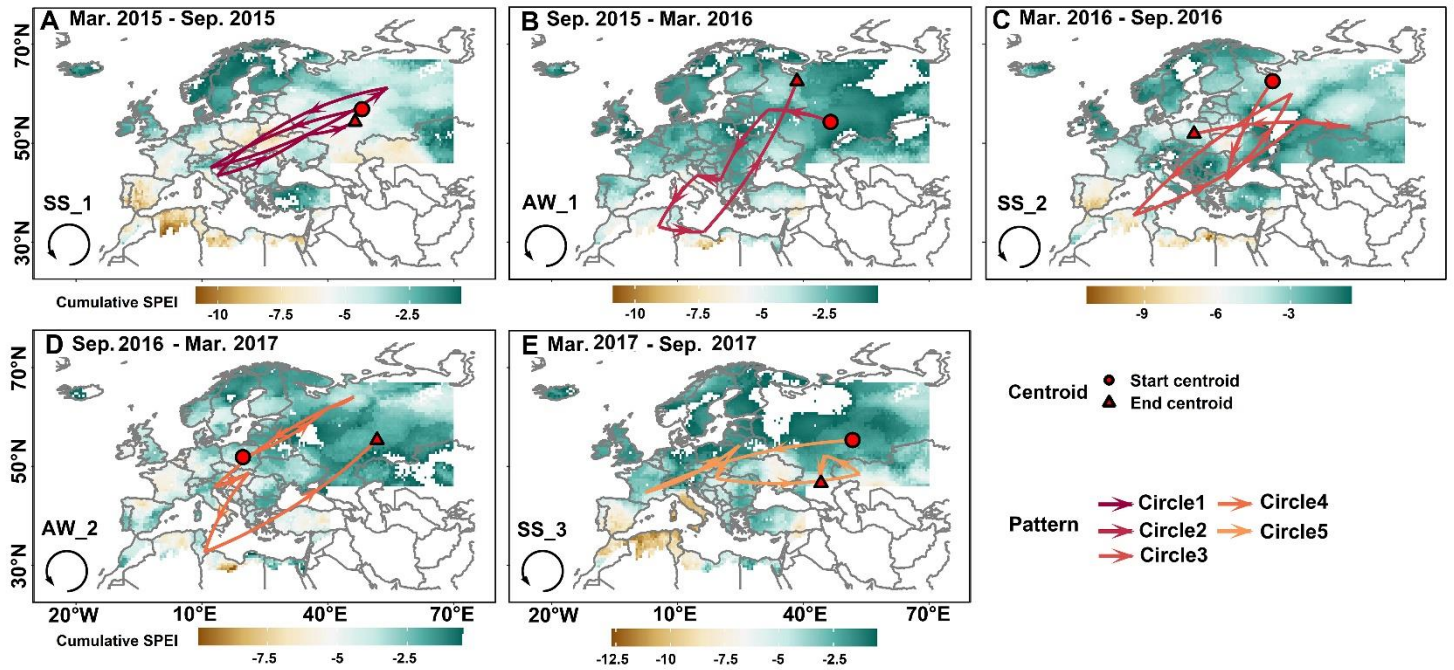 A Mar. 2015 - Sep. 2015
B Sep. 2015 - Mar. 2016
C Mar. 2016 - Sep. 2016
70°N
50°N
30°N
SS_1
AW_1
SS_2
Cumulative SPEI
-10 -7.5 -5 -2.5
-10 -7.5 -5 -2.5
-9 -6 -3
D Sep. 2016 - Mar. 2017
E Mar. 2017 - Sep. 2017
70°N
50°N
30°N
AW_2
SS_3
20°W 10°E 40°E 70°E
20°W 10°E 40°E 70°E
Cumulative SPEI
-7.5 -5 -2.5
-12.5 -10 -7.5 -5 -2.5
Centroid
Start centroid
End centroid
Pattern
Circle1 Circle4
Circle2 Circle5
Circle3